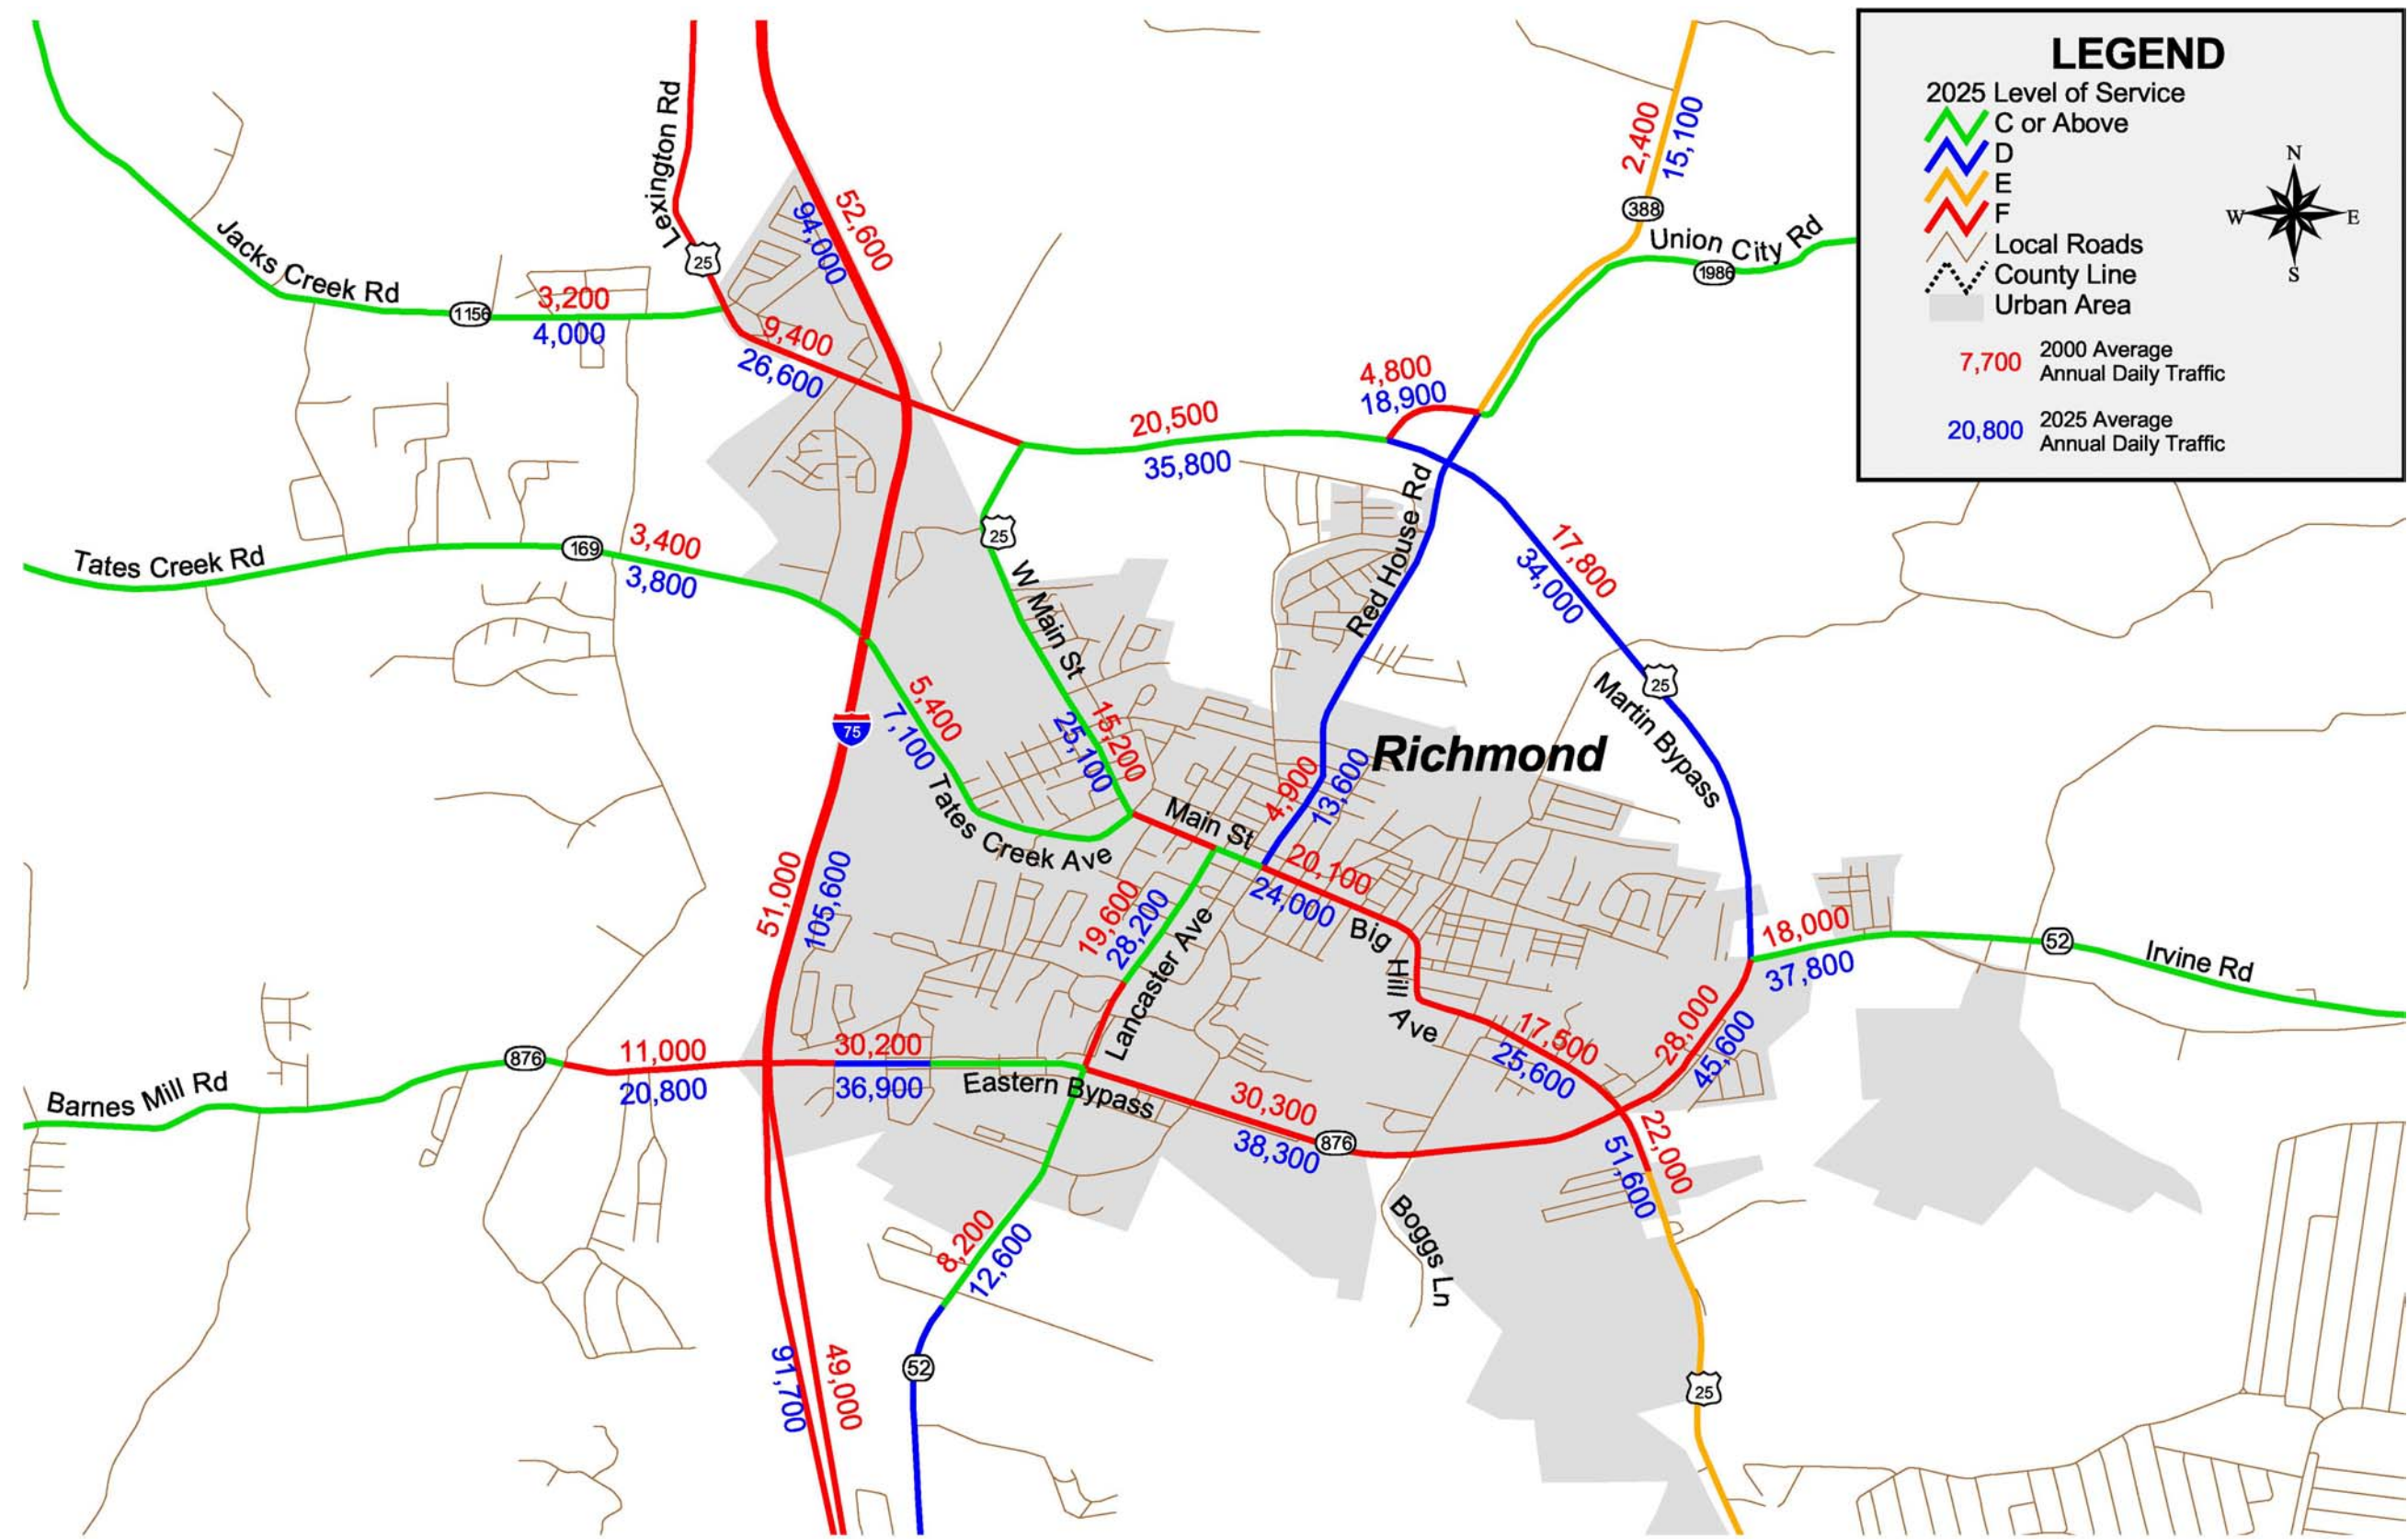 LEGEND
2025 Level of Service
C or Above
D
E
F
Local Roads
County Line
Urban Area
7,700
2000 Average
Annual Daily Traffic
20,800
2025 Average
Annual Daily Traffic
N
W
E
S
Lexington Rd
25
52,600
94,000
2,400
15,100
388
Union City Rd
1986
Jacks Creek Rd
1156
3,200
4,000
9,400
26,600
4,800
18,900
20,500
35,800
Red House Rd
17,800
34,000
25
W Main St
Tates Creek Rd
169
3,400
3,800
25
Martin Bypass
5,400
7,100
75
15,200
25,100
Richmond
4,900
13,600
Tates Creek Ave
Main St
20,100
24,000
51,000
105,600
19,600
28,200
Lancaster Ave
Big Hill Ave
18,000
37,800
52
Irvine Rd
17,500
25,600
28,000
45,600
Barnes Mill Rd
876
11,000
20,800
30,200
36,900
Eastern Bypass
30,300
38,300
876
22,000
51,600
Boggs Ln
8,200
12,600
52
49,000
91,700
25